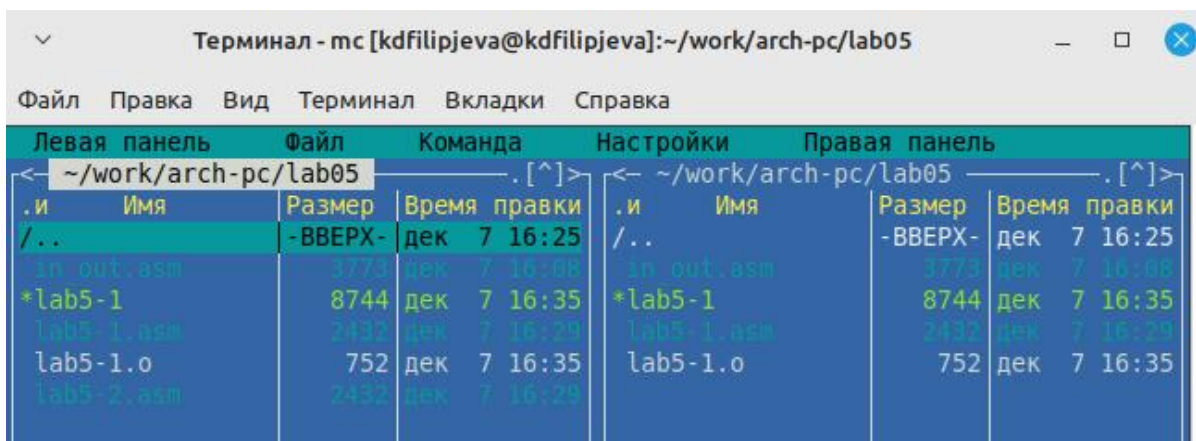 Терминал - mc [kdfilipjeva@kdfilipjeva]:~/work/arch-pc/lab05
Файл Правка Вид Терминал Вкладки Справка
Левая панель Файл Команда Настройки Правая панель
<- ~/work/arch-pc/lab05 .[^]> <- ~/work/arch-pc/lab05 .[^]>
.и Имя Размер Время правки .и Имя Размер Время правки
/.. -ВВЕРХ- дек 7 16:25 /.. -ВВЕРХ- дек 7 16:25
in_out.asm 3773 дек 7 16:08 in_out.asm 3773 дек 7 16:08
*lab5-1 8744 дек 7 16:35 *lab5-1 8744 дек 7 16:35
lab5-1.asm 2432 дек 7 16:29 lab5-1.asm 2432 дек 7 16:29
lab5-1.o 752 дек 7 16:35 lab5-1.o 752 дек 7 16:35
lab5-2.asm 2432 дек 7 16:29